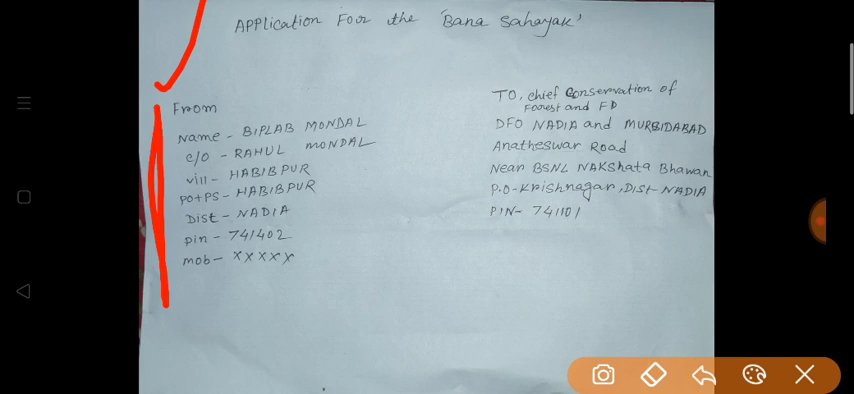 APPlication Four the 'Bana Sahayak'
From
Name - BIPLAB MONDAL
c/o - RAHUL MONDAL
vill - HABIBPUR
PO+PS - HABIBPUR
Dist - NADIA
pin - 741402
mob - XXXXX
TO, chief Conservation of
Foorest and FD
DFO NADIA and MURBIDABAD
Anatheswar Road
Near BSNL NAKshata Bhawan
P.O-Krishnagar, Dist- NADIA
PIN- 741101